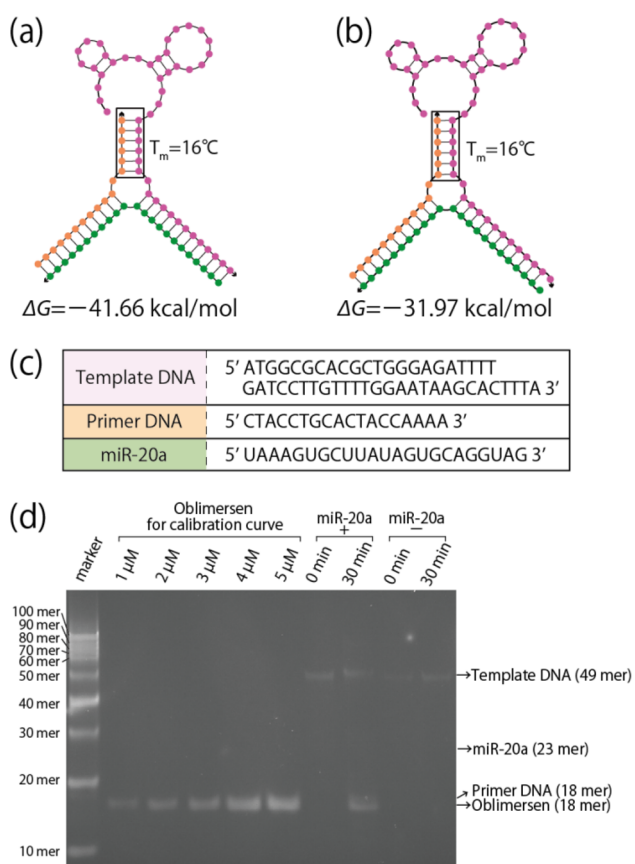 (a)
(b)
Tm=16℃
Tm=16℃
ΔG=−41.66 kcal/mol
ΔG=−31.97 kcal/mol
(c)
Template DNA
5′ ATGGCGCACGCTGGGAGATTTT
GATCCTTGTTTTGGAATAAGCACTTTA 3′
Primer DNA
5′ CTACCTGCACTACCAAAA 3′
miR-20a
5′ UAAAGUGCUUAUAGUGCAGGUAG 3′
(d)
Oblimersen
for calibration curve
miR-20a
+
miR-20a
−
marker
1 µM
2 µM
3 µM
4 µM
5 µM
0 min
30 min
0 min
30 min
100 mer
90 mer
80 mer
70 mer
60 mer
50 mer
40 mer
30 mer
20 mer
10 mer
→Template DNA (49 mer)
→miR-20a (23 mer)
Primer DNA (18 mer)
→Oblimersen (18 mer)